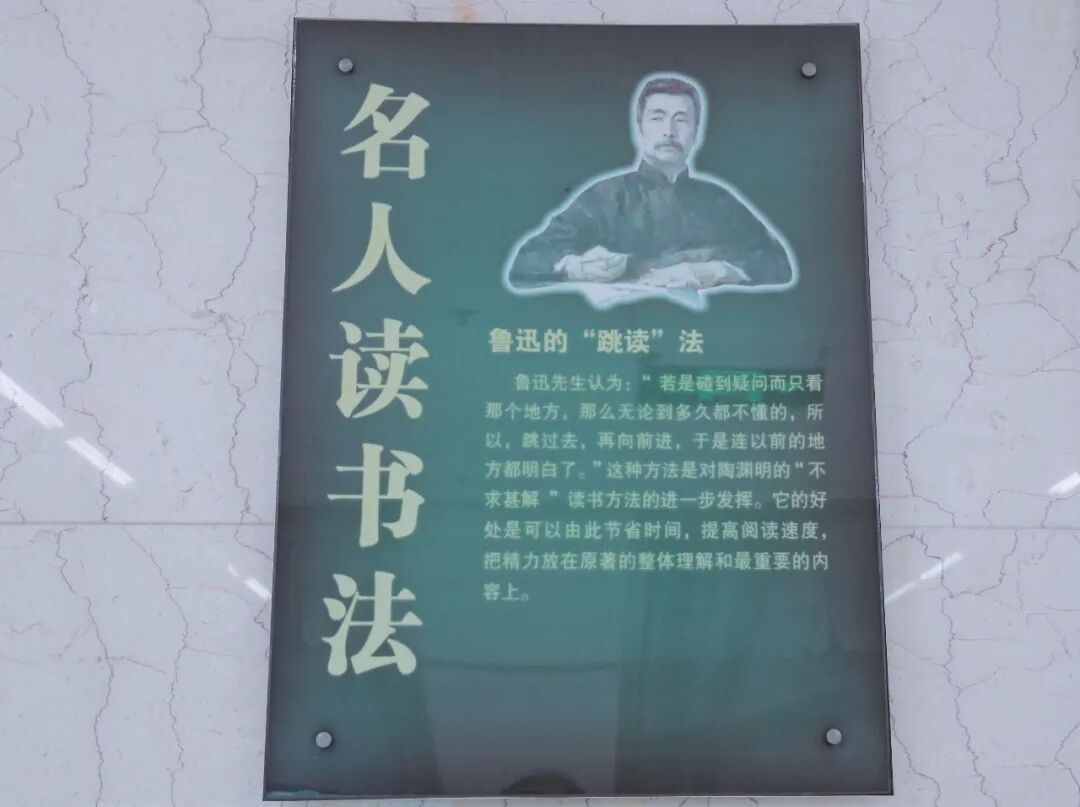 名人读书法
鲁迅的“跳读”法
鲁迅先生认为：“若是碰到疑问而只看
那个地方，那么无论到多久都不懂的，所
以，跳过去，再向前进，于是连以前的地
方都明白了。”这种方法是对陶渊明的“不
求甚解 ”读书方法的进一步发挥。它的好
处是可以由此节省时间，提高阅读速度，
把精力放在原著的整体理解和最重要的内
容上。